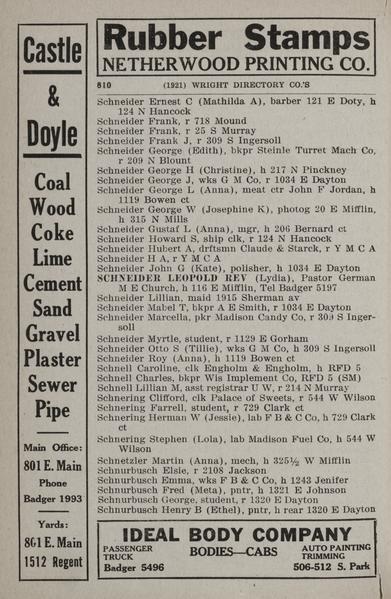 Castle
&
Doyle
Coal
Wood
Coke
Lime
Cement
Sand
Gravel
Plaster
Sewer
Pipe
Main Office:
801 E. Main
Phone
Badger 1993
Yards:
801 E. Main
1512 Regent
Rubber Stamps
NETHERWOOD PRINTING CO.
810 (1921) WRIGHT DIRECTORY CO.'S
Schneider Ernest C (Mathilda A), barber 121 E Doty, h
124 N Hancock
Schneider Frank, r 718 Mound
Schneider Frank, r 25 S Murray
Schneider Frank J, r 309 S Ingersoll
Schneider George (Edith), bkpr Steinle Turret Mach Co,
r 209 N Blount
Schneider George H (Christine), h 217 N Pinckney
Schneider George J, wks G M Co, r 1034 E Dayton
Schneider George L (Anna), meat ctr John F Jordan, h
1119 Bowen ct
Schneider George W (Josephine K), photog 20 E Mifflin,
h 315 N Mills
Schneider Gustaf L (Anna), mgr, h 206 Bernard ct
Schneider Howard S, ship clk, r 124 N Hancock
Schneider Hubert A, drftsmn Claude & Starck, r Y M C A
Schneider H A, r Y M C A
Schneider John G (Kate), polisher, h 1034 E Dayton
SCHNEIDER LEOPOLD REV (Lydia), Pastor German
M E Church, h 116 E Mifflin, Tel Badger 5197
Schneider Lillian, maid 1915 Sherman av
Schneider Mabel T, bkpr A E Smith, r 1034 E Dayton
Schneider Marcella, pkr Madison Candy Co, r 309 S Inger-
soll
Schneider Myrtle, student, r 1129 E Gorham
Schneider Otto S (Tillie), wks G M Co, h 309 S Ingersoll
Schneider Roy (Anna), h 1119 Bowen ct
Schnell Caroline, clk Engholm & Engholm, h RFD 5
Schnell Charles, bkpr Wis Implement Co, RFD 5 (SM)
Schnell Lillian M, asst registrar U W, r 214 N Murray
Schnering Clifford, clk Palace of Sweets, r 544 W Wilson
Schnering Farrell, student, r 729 Clark ct
Schnering Herman W (Jessie), lab F B & C Co, h 729 Clark
ct
Schnering Stephen (Lola), lab Madison Fuel Co, h 544 W
Wilson
Schnetzler Martin (Anna), mech, h 325½ W Mifflin
Schnurbusch Elsie, r 2108 Jackson
Schnurbusch Emma, wks F B & C Co, h 1243 Jenifer
Schnurbusch Fred (Meta), pntr, h 1321 E Johnson
Schnurbusch George, student, r 1320 E Dayton
Schnurbusch Henry B (Ethel), pntr, h rear 1320 E Dayton
IDEAL BODY COMPANY
PASSENGER
TRUCK
BODIES—CABS
AUTO PAINTING
TRIMMING
Badger 5496
506-512 S. Park